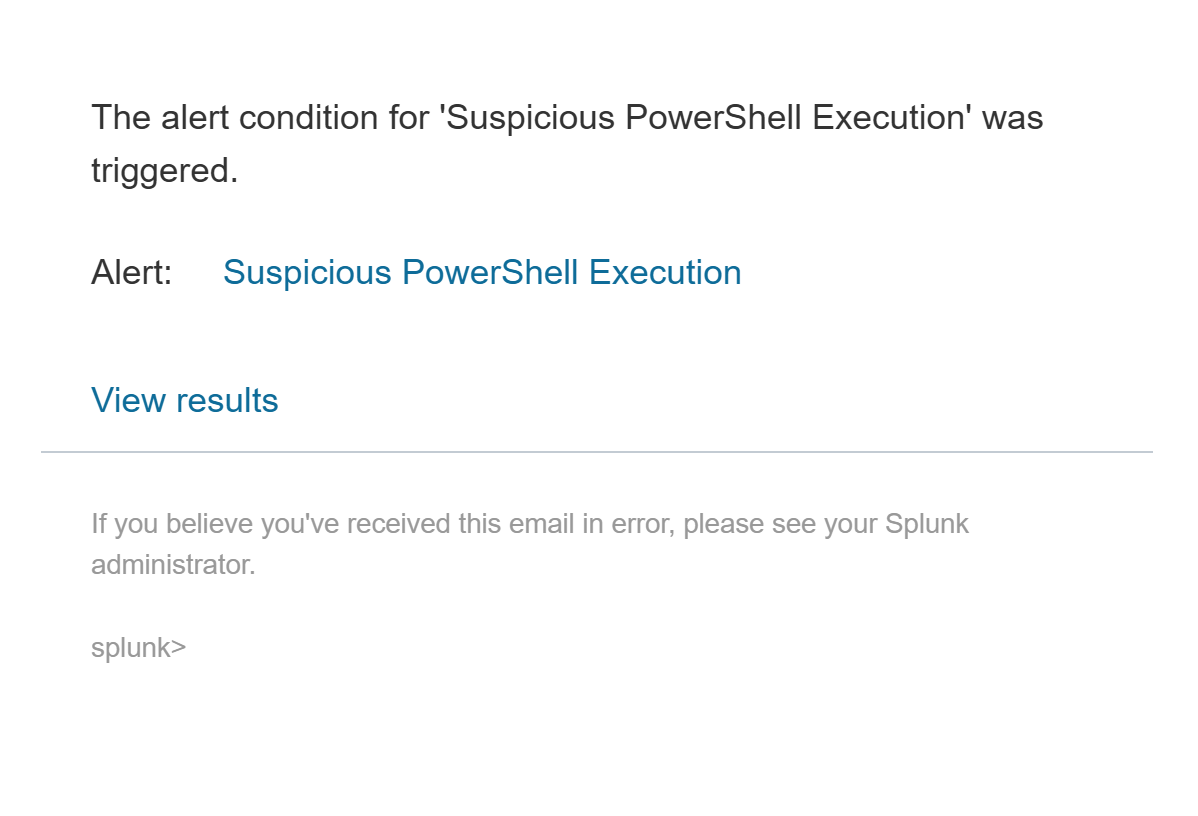 The alert condition for 'Suspicious PowerShell Execution' was
triggered.
Alert: Suspicious PowerShell Execution
View results
If you believe you've received this email in error, please see your Splunk
administrator.
splunk>